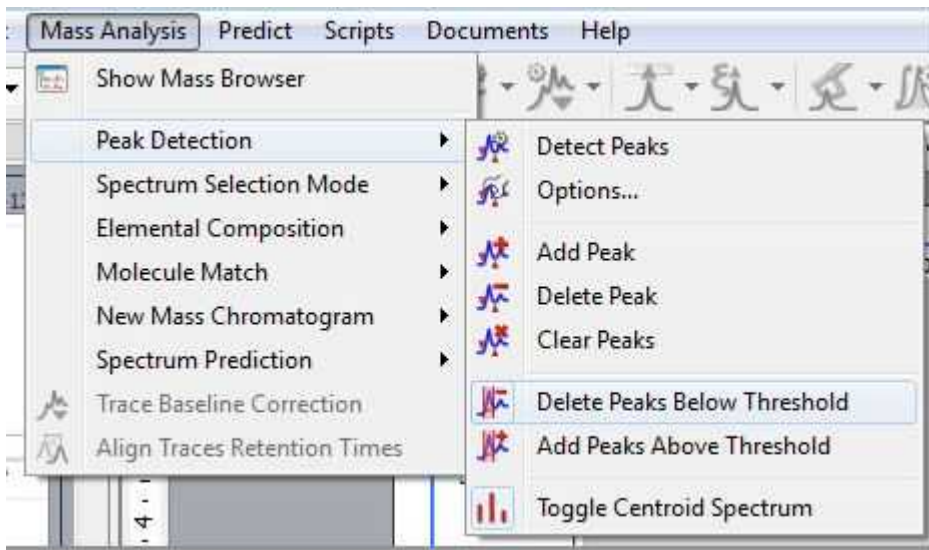 Mass Analysis Predict Scripts Documents Help
Show Mass Browser
Peak Detection
Spectrum Selection Mode
Elemental Composition
Molecule Match
New Mass Chromatogram
Spectrum Prediction
Trace Baseline Correction
Align Traces Retention Times
Detect Peaks
Options...
Add Peak
Delete Peak
Clear Peaks
Delete Peaks Below Threshold
Add Peaks Above Threshold
Toggle Centroid Spectrum